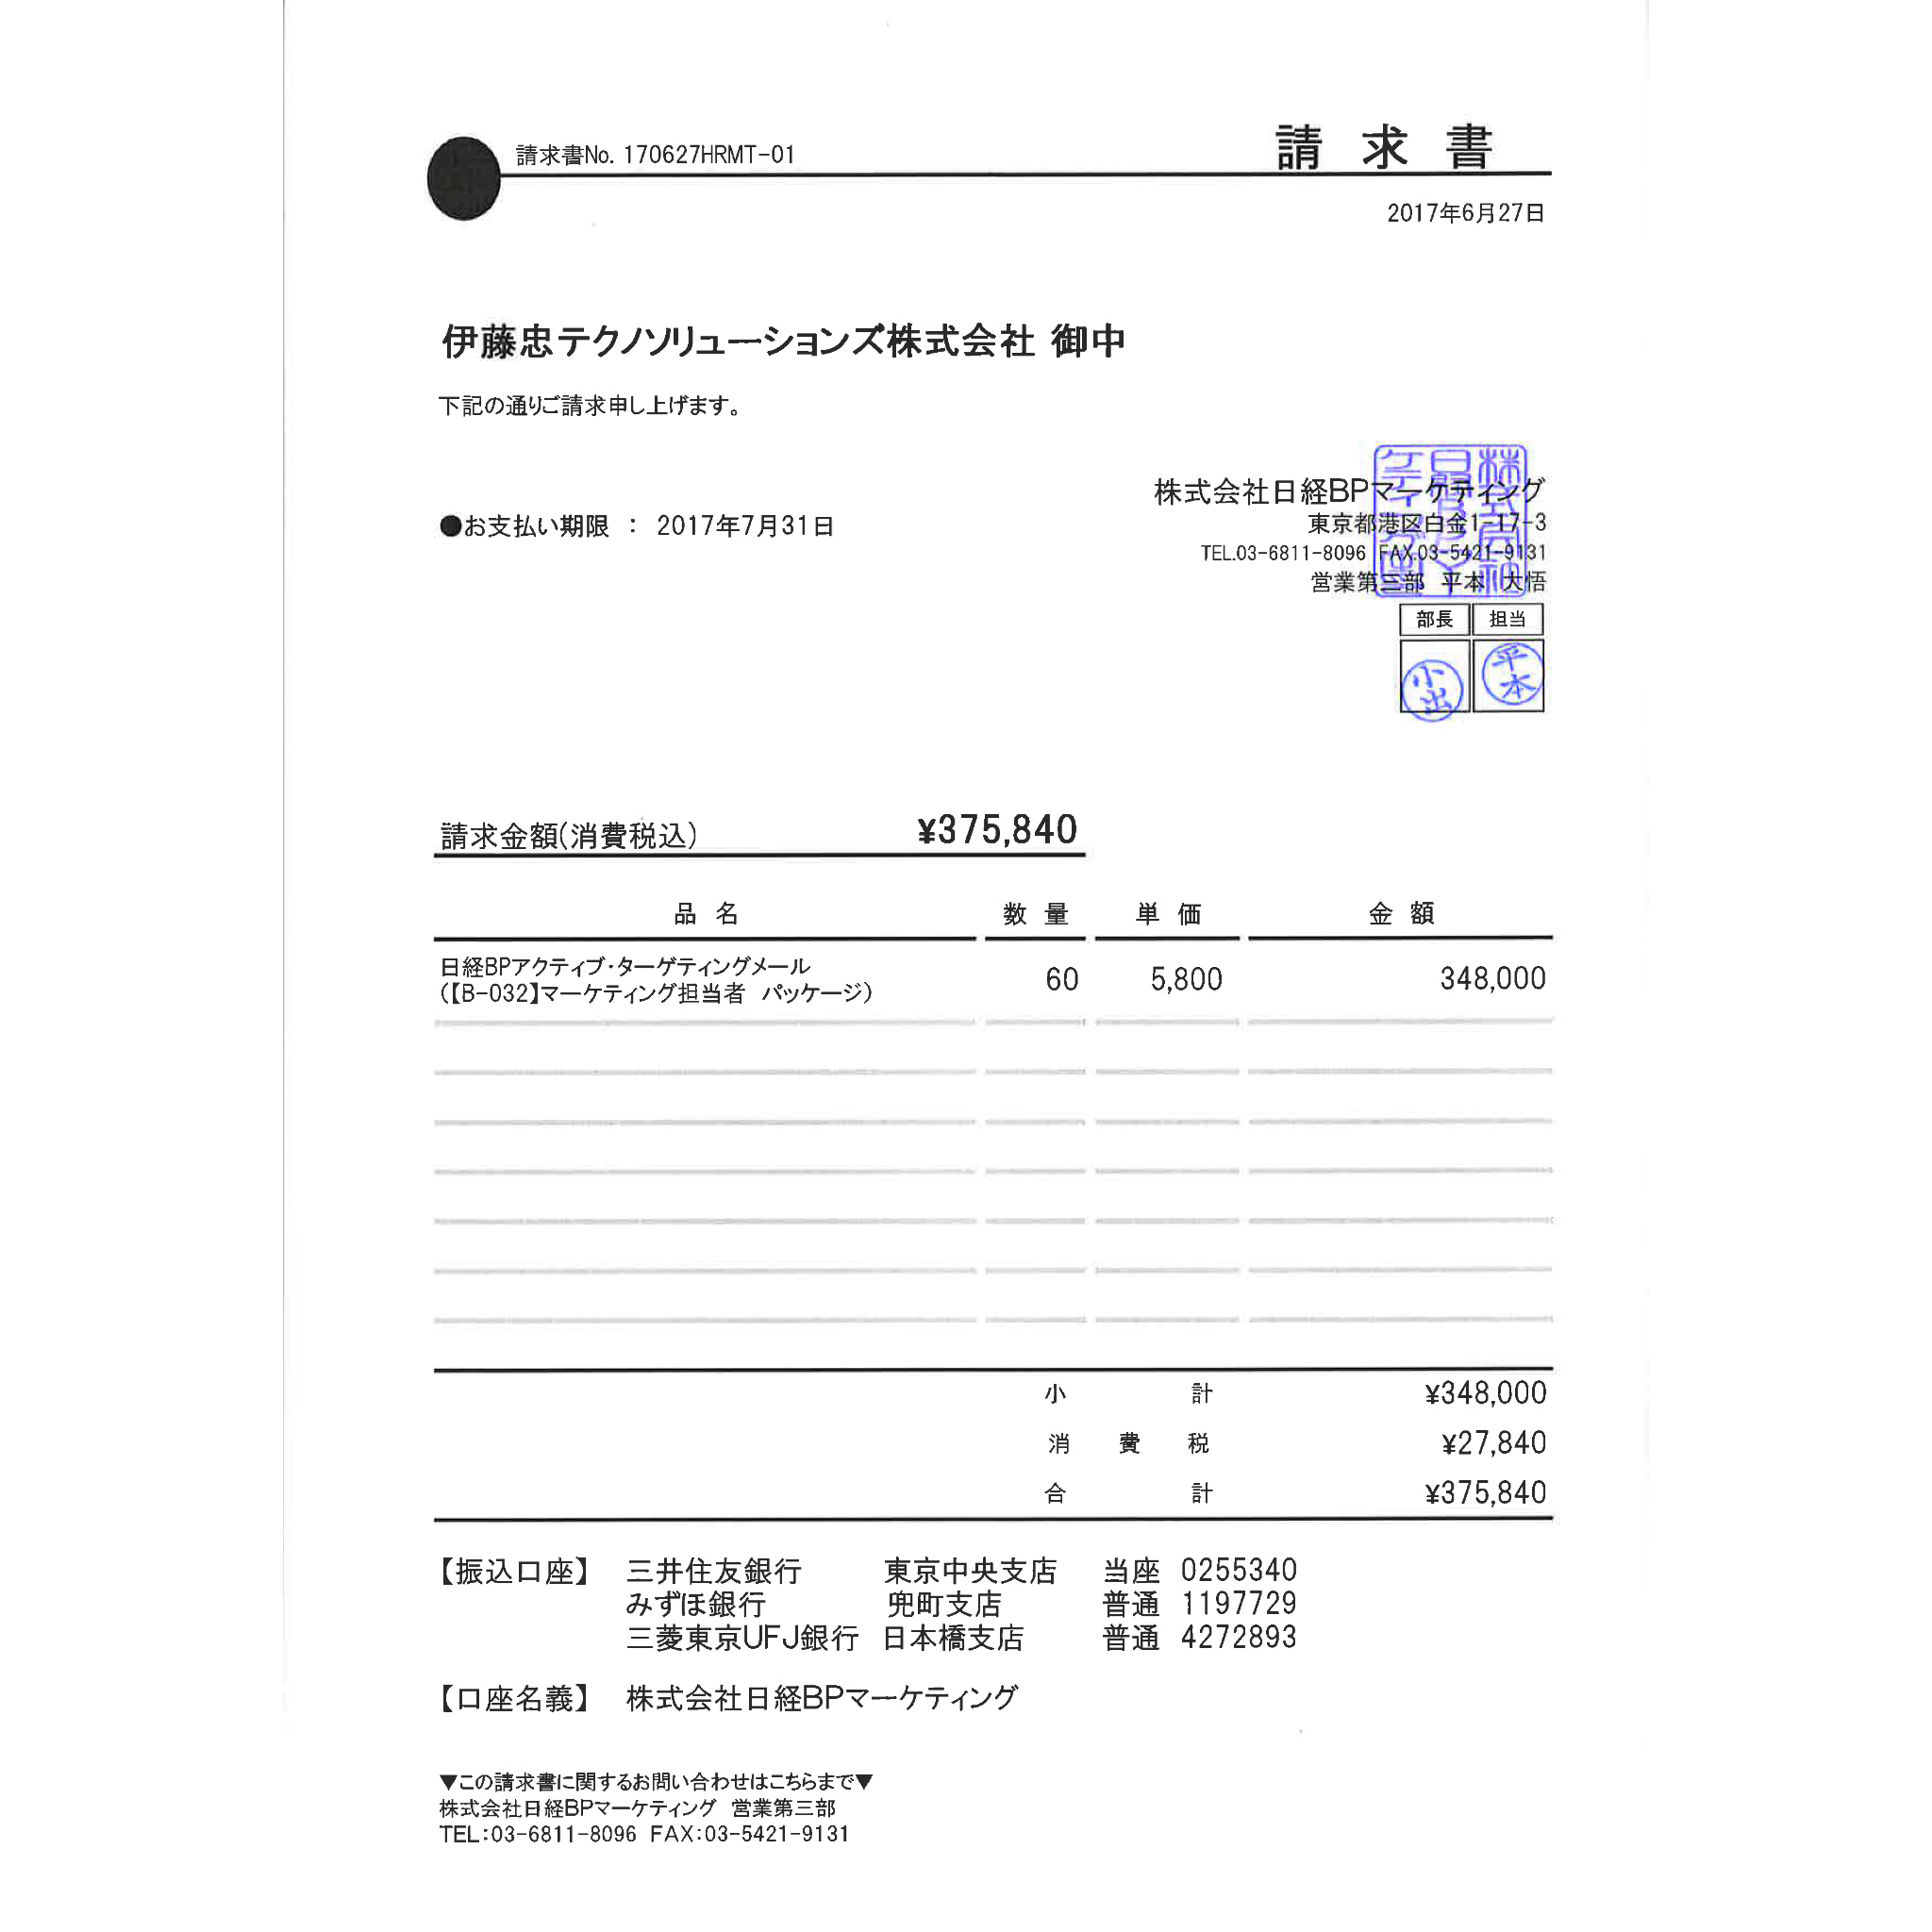 請求書No. 170627HRMT-01
請 求 書
2017年6月27日
伊藤忠テクノソリューションズ株式会社 御中
下記の通りご請求申し上げます。
株式会社日経BPマーケティング
東京都港区白金1-17-3
●お支払い期限 : 2017年7月31日
TEL.03-6811-8096 FAX.03-5421-9131
営業第三部 平本 大悟
部長 担当
小出 平本
請求金額(消費税込) ¥375,840
品 名 数 量 単 価 金 額
日経BPアクティブ・ターゲティングメール
(【B-032】マーケティング担当者 パッケージ) 60 5,800 348,000
小 計 ¥348,000
消 費 税 ¥27,840
合 計 ¥375,840
【振込口座】 三井住友銀行 東京中央支店 当座 0255340
みずほ銀行 兜町支店 普通 1197729
三菱東京UFJ銀行 日本橋支店 普通 4272893
【口座名義】 株式会社日経BPマーケティング
▼この請求書に関するお問い合わせはこちらまで▼
株式会社日経BPマーケティング 営業第三部
TEL:03-6811-8096 FAX:03-5421-9131